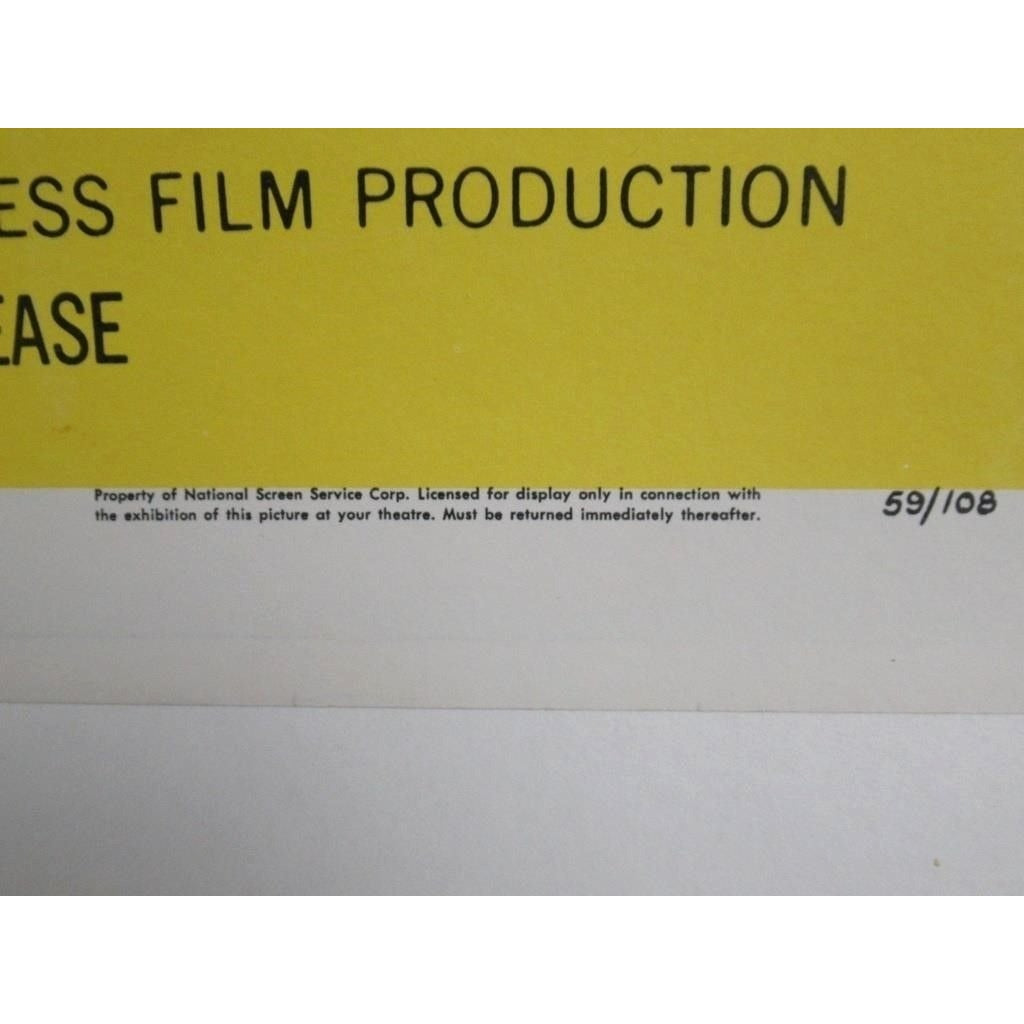 ESS FILM PRODUCTION
EASE
Property of National Screen Service Corp. Licensed for display only in connection with
the exhibition of this picture at your theatre. Must be returned immediately thereafter.
59/108